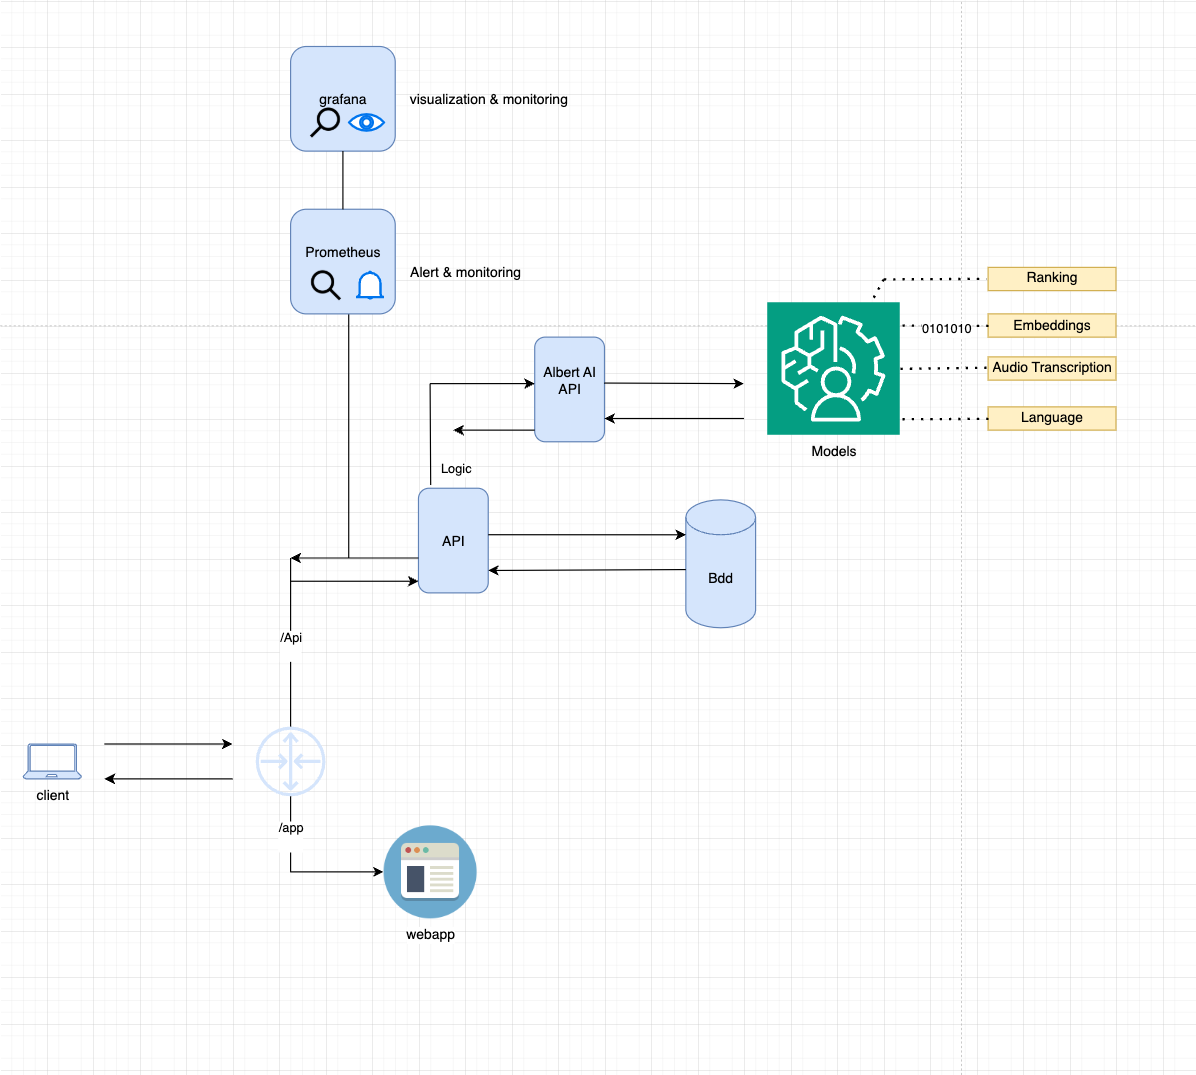 grafana
visualization & monitoring
Prometheus
Alert & monitoring
Ranking
0101010
Embeddings
Albert AI
API
Audio Transcription
Language
Models
Logic
API
Bdd
/Api
client
/app
webapp